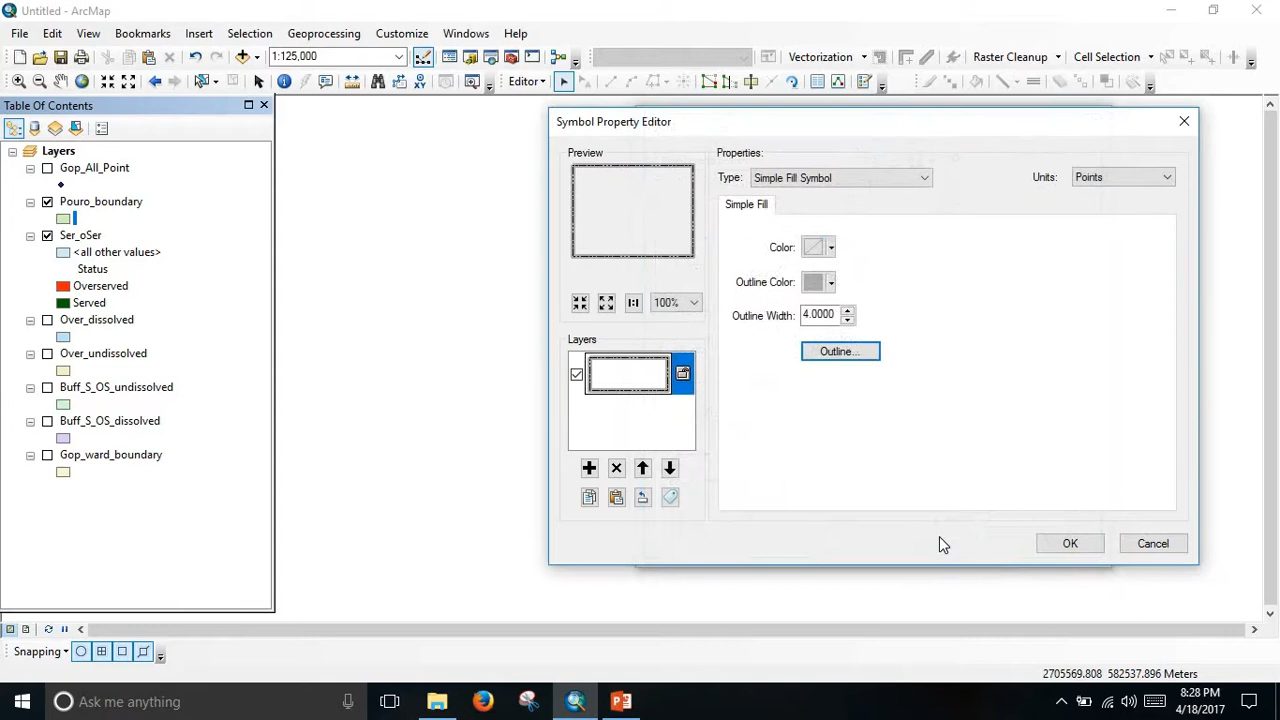 Untitled - ArcMap
File Edit View Bookmarks Insert Selection Geoprocessing Customize Windows Help
1:125,000
Vectorization Raster Cleanup Cell Selection
Editor
Table Of Contents
Layers
Gop_All_Point
Pouro_boundary
Ser_oSer
<all other values>
Status
Overserved
Served
Over_dissolved
Over_undissolved
Buff_S_OS_undissolved
Buff_S_OS_dissolved
Gop_ward_boundary
Symbol Property Editor
Preview
100%
Layers
Properties:
Type: Simple Fill Symbol
Units: Points
Simple Fill
Color:
Outline Color:
Outline Width: 4.0000
Outline...
OK Cancel
Snapping
2705569.808 582537.896 Meters
Ask me anything
8:28 PM
4/18/2017